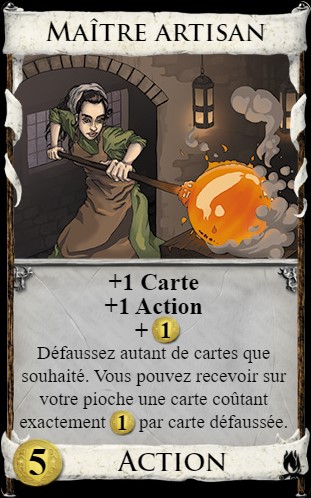 MAÎTRE ARTISAN
+1 Carte
+1 Action
+ 1
Défaussez autant de cartes que
souhaité. Vous pouvez recevoir sur
votre pioche une carte coûtant
exactement 1 par carte défaussée.
5 ACTION